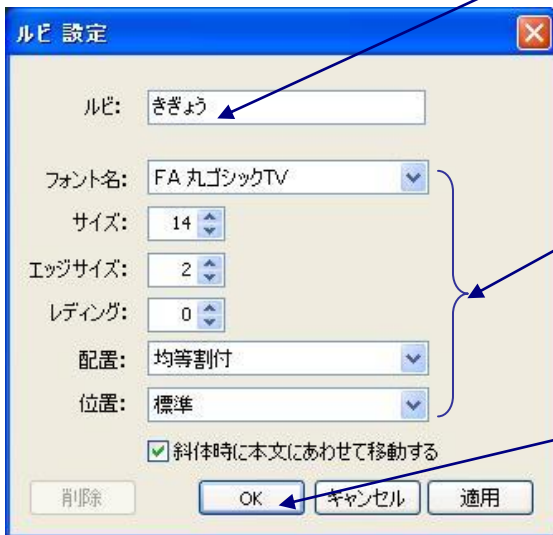 ルビ 設定
ルビ: きぎょう
フォント名: FA 丸ゴシックTV
サイズ: 14
エッジサイズ: 2
レディング: 0
配置: 均等割付
位置: 標準
斜体時に本文にあわせて移動する
削除 OK キャンセル 適用